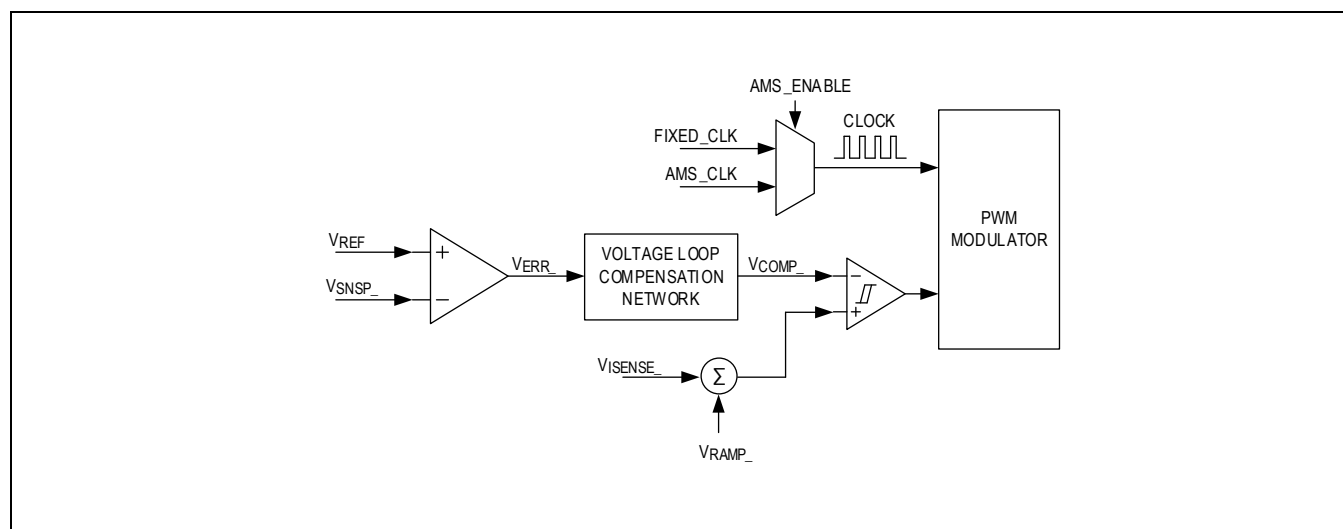 AMS_ENABLE
CLOCK
FIXED_CLK
AMS_CLK
PWM
MODULATOR
VREF
+
VERR_
VOLTAGE LOOP
COMPENSATION
NETWORK
VCOMP_
−
VSNSP_
−
+
VISENSE_
Σ
VRAMP_